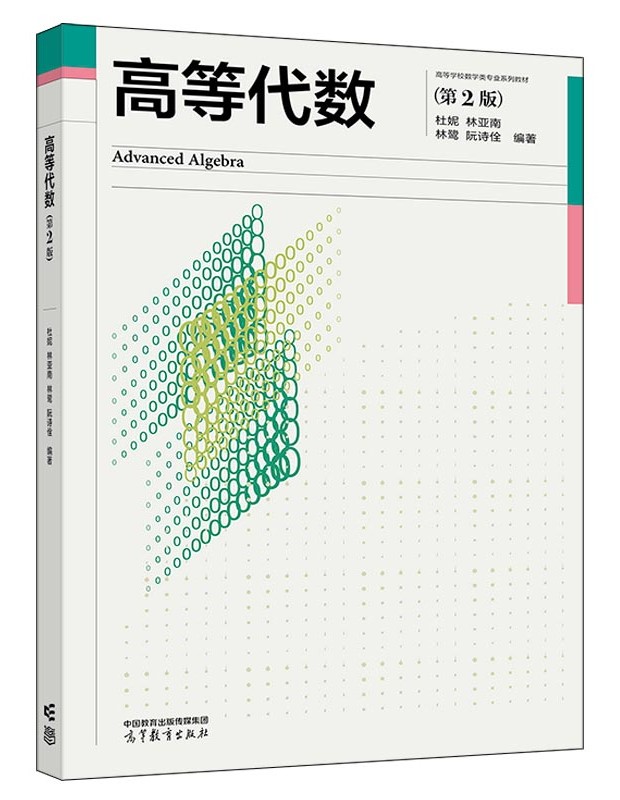 高等代数
高等学校数学类专业系列教材
(第2版)
杜妮 林亚南
林鹭 阮诗佺 编著
Advanced Algebra
高等代数(第2版)
杜妮 林亚南 林鹭 阮诗佺 编著
中国教育出版传媒集团
高等教育出版社